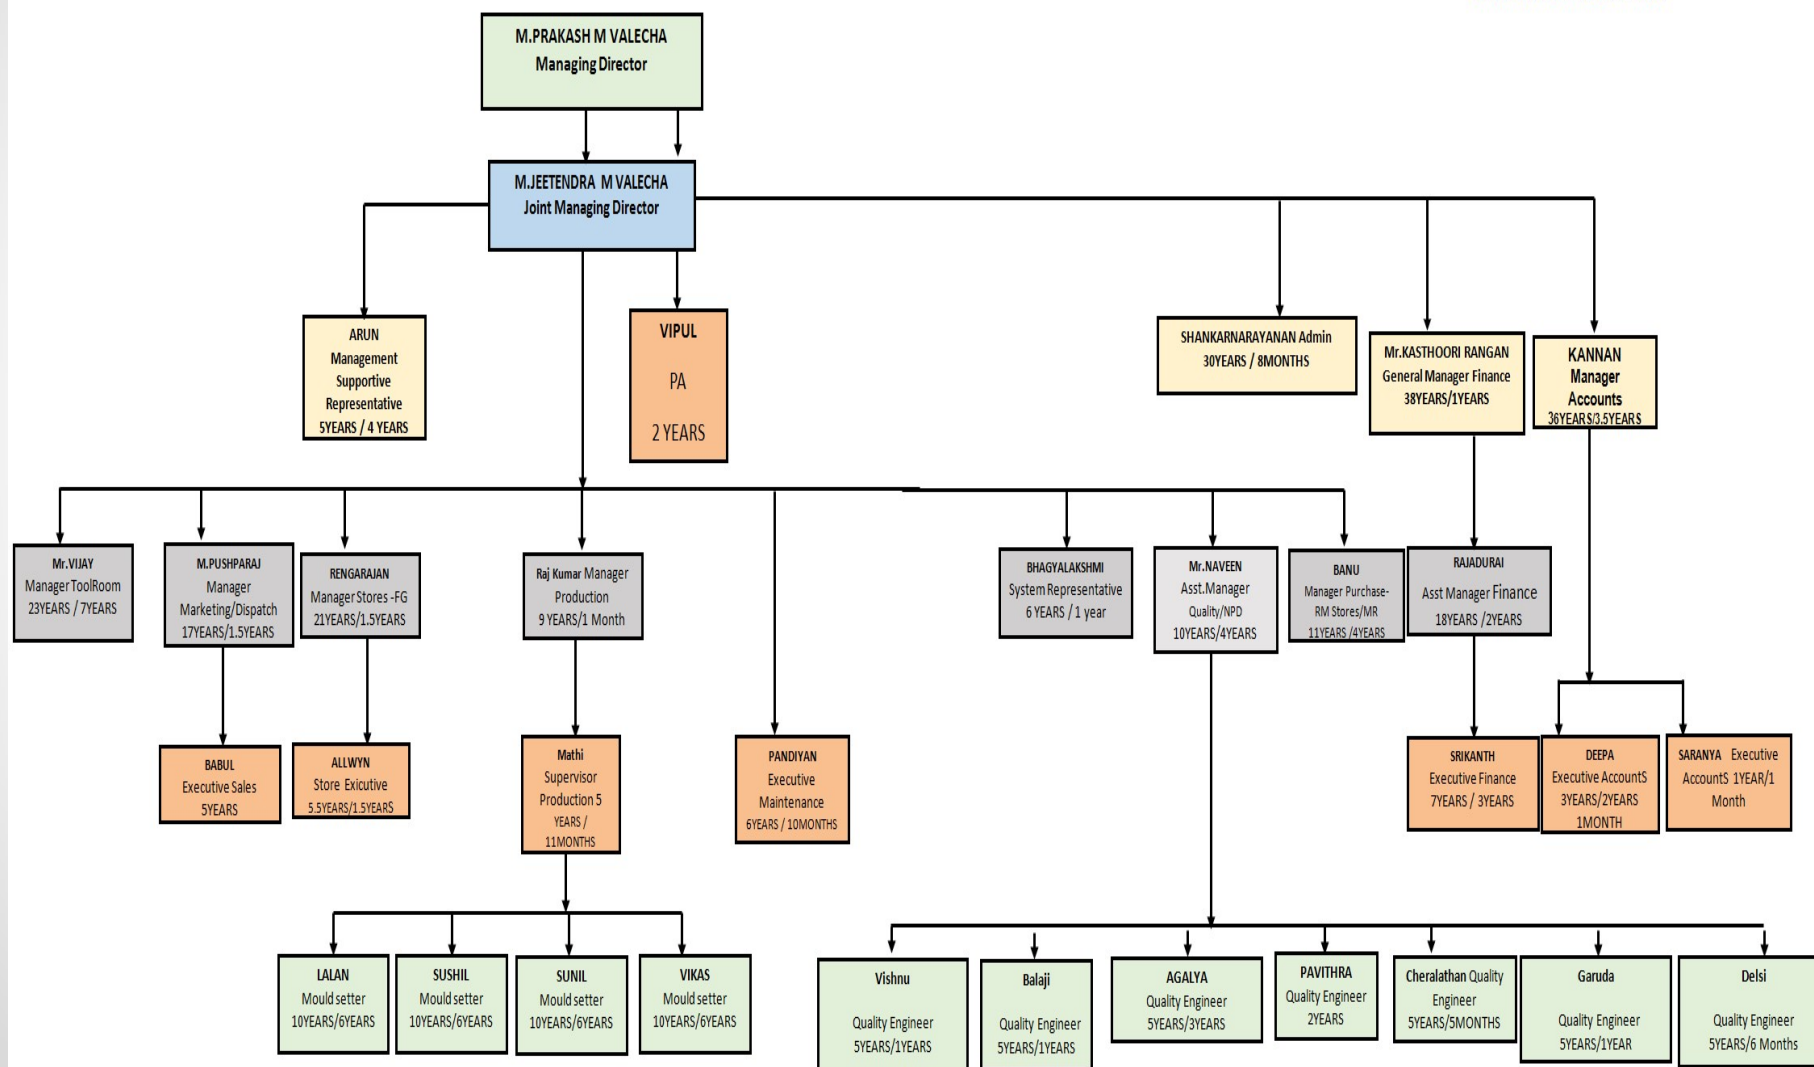 M.PRAKASH M VALECHA
Managing Director
M.JEETENDRA M VALECHA
Joint Managing Director
ARUN
Management
Supportive
Representative
5YEARS / 4 YEARS
VIPUL
PA
2 YEARS
SHANKARNARAYANAN Admin
30YEARS / 8MONTHS
Mr.KASTHOORI RANGAN
General Manager Finance
38YEARS/1YEARS
KANNAN
Manager
Accounts
36YEARS/3.5YEARS
Mr.VIJAY
Manager ToolRoom
23YEARS / 7YEARS
M.PUSHPARAJ
Manager
Marketing/Dispatch
17YEARS/1.5YEARS
RENGARAJAN
Manager Stores -FG
21YEARS/1.5YEARS
Raj Kumar Manager
Production
9 YEARS/1 Month
BHAGYALAKSHMI
System Representative
6 YEARS / 1 year
Mr.NAVEEN
Asst.Manager
Quality/NPD
10YEARS/4YEARS
BANU
Manager Purchase-
RM Stores/MR
11YEARS /4YEARS
RAJADURAI
Asst Manager Finance
18YEARS /2YEARS
BABUL
Executive Sales
5YEARS
ALLWYN
Store Exicutive
5.5YEARS/1.5YEARS
Mathi
Supervisor
Production 5
YEARS /
11MONTHS
PANDIYAN
Executive
Maintenance
6YEARS / 10MONTHS
SRIKANTH
Executive Finance
7YEARS / 3YEARS
DEEPA
Executive AccountS
3YEARS/2YEARS
1MONTH
SARANYA Executive
AccountS 1YEAR/1
Month
LALAN
Mould setter
10YEARS/6YEARS
SUSHIL
Mould setter
10YEARS/6YEARS
SUNIL
Mould setter
10YEARS/6YEARS
VIKAS
Mould setter
10YEARS/6YEARS
Vishnu
Quality Engineer
5YEARS/1YEARS
Balaji
Quality Engineer
5YEARS/1YEARS
AGALYA
Quality Engineer
5YEARS/3YEARS
PAVITHRA
Quality Engineer
2YEARS
Cheralathan Quality
Engineer
5YEARS/5MONTHS
Garuda
Quality Engineer
5YEARS/1YEAR
Delsi
Quality Engineer
5YEARS/6 Months